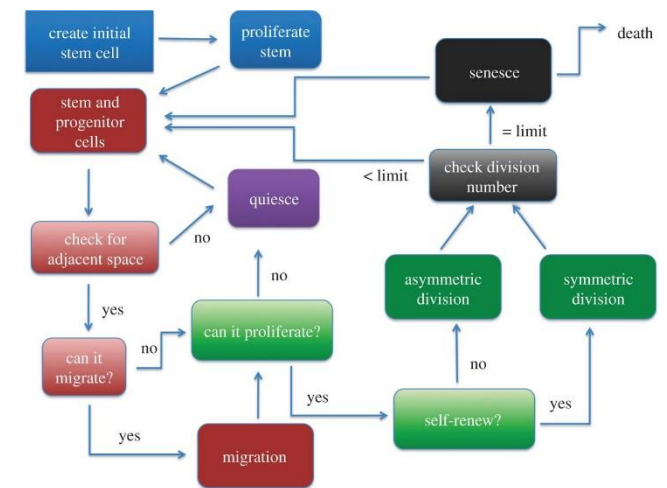 create initial
stem cell
proliferate
stem
senesce
death
stem and
progenitor
cells
= limit
check division
number
< limit
quiesce
check for
adjacent space
no
no
asymmetric
division
symmetric
division
yes
can it proliferate?
can it
migrate?
no
no
yes
self-renew?
yes
yes
migration